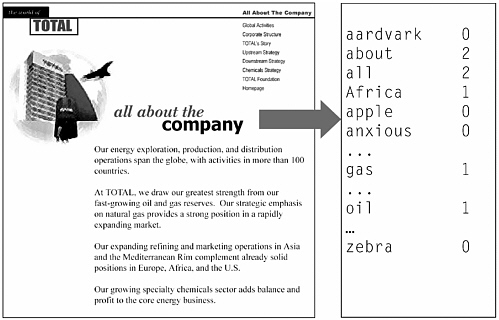 the world of
TOTAL
All About The Company
Global Activities
Corporate Structure
TOTAL's Story
Upstream Strategy
Downstream Strategy
Chemicals Strategy
TOTAL Foundation
Homepage
all about the
company
Our energy exploration, production, and distribution
operations span the globe, with activities in more than 100
countries.
At TOTAL, we draw our greatest strength from our
fast-growing oil and gas reserves. Our strategic emphasis
on natural gas provides a strong position in a rapidly
expanding market.
Our expanding refining and marketing operations in Asia
and the Mediterranean Rim complement already solid
positions in Europe, Africa, and the U.S.
Our growing specialty chemicals sector adds balance and
profit to the core energy business.
aardvark 0
about 2
all 2
Africa 1
apple 0
anxious 0
...
gas 1
...
oil 1
…
zebra 0